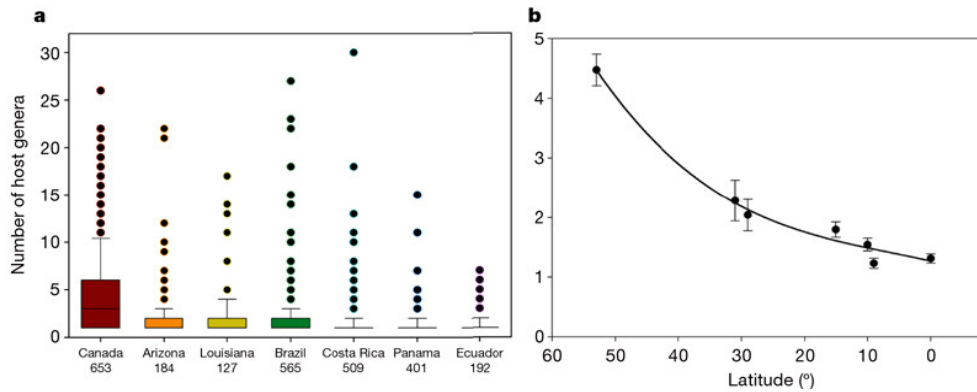 a
Number of host genera
30
25
20
15
10
5
0
Canada Arizona Louisiana Brazil Costa Rica Panama Ecuador
653 184 127 565 509 401 192
b
5
4
3
2
1
0
60 50 40 30 20 10 0
Latitude (º)